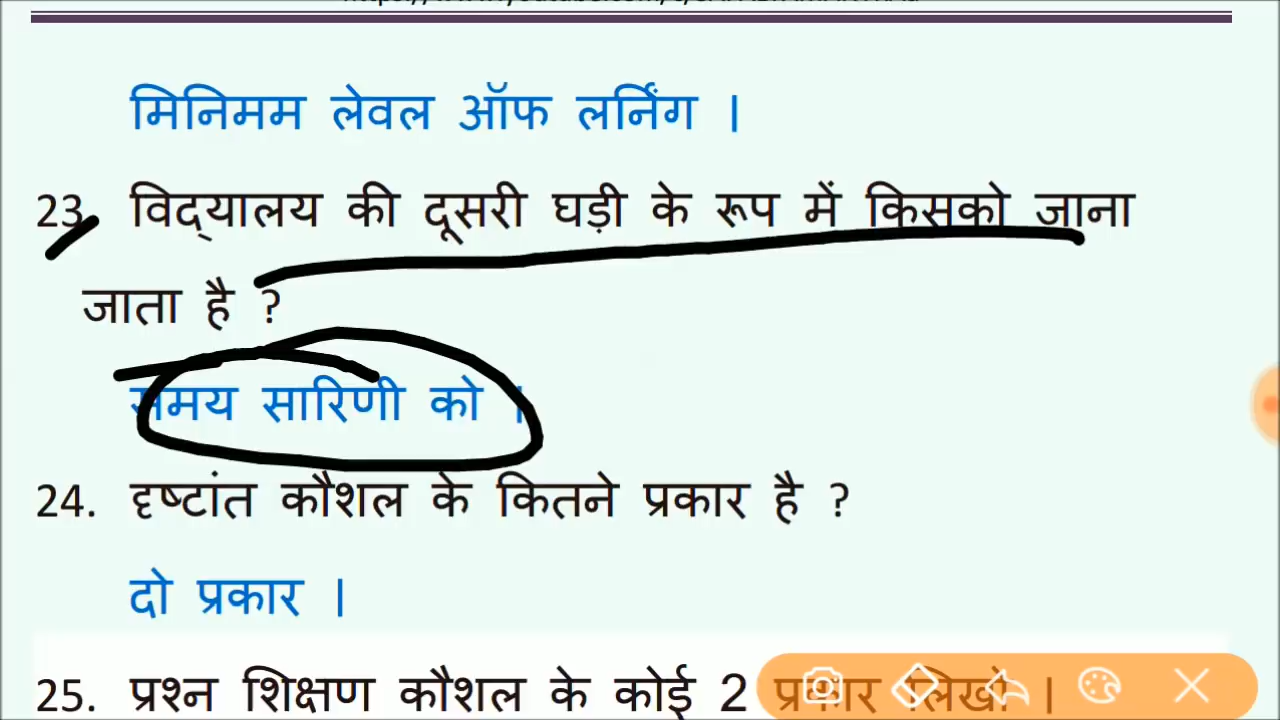 मिनिमम लेवल ऑफ लर्निंग ।
23. विद्यालय की दूसरी घड़ी के रूप में किसको जाना
जाता है ?
समय सारिणी को ।
24. दृष्टांत कौशल के कितने प्रकार है ?
दो प्रकार ।
25. प्रश्न शिक्षण कौशल के कोई 2 प्रकार लिखो ।